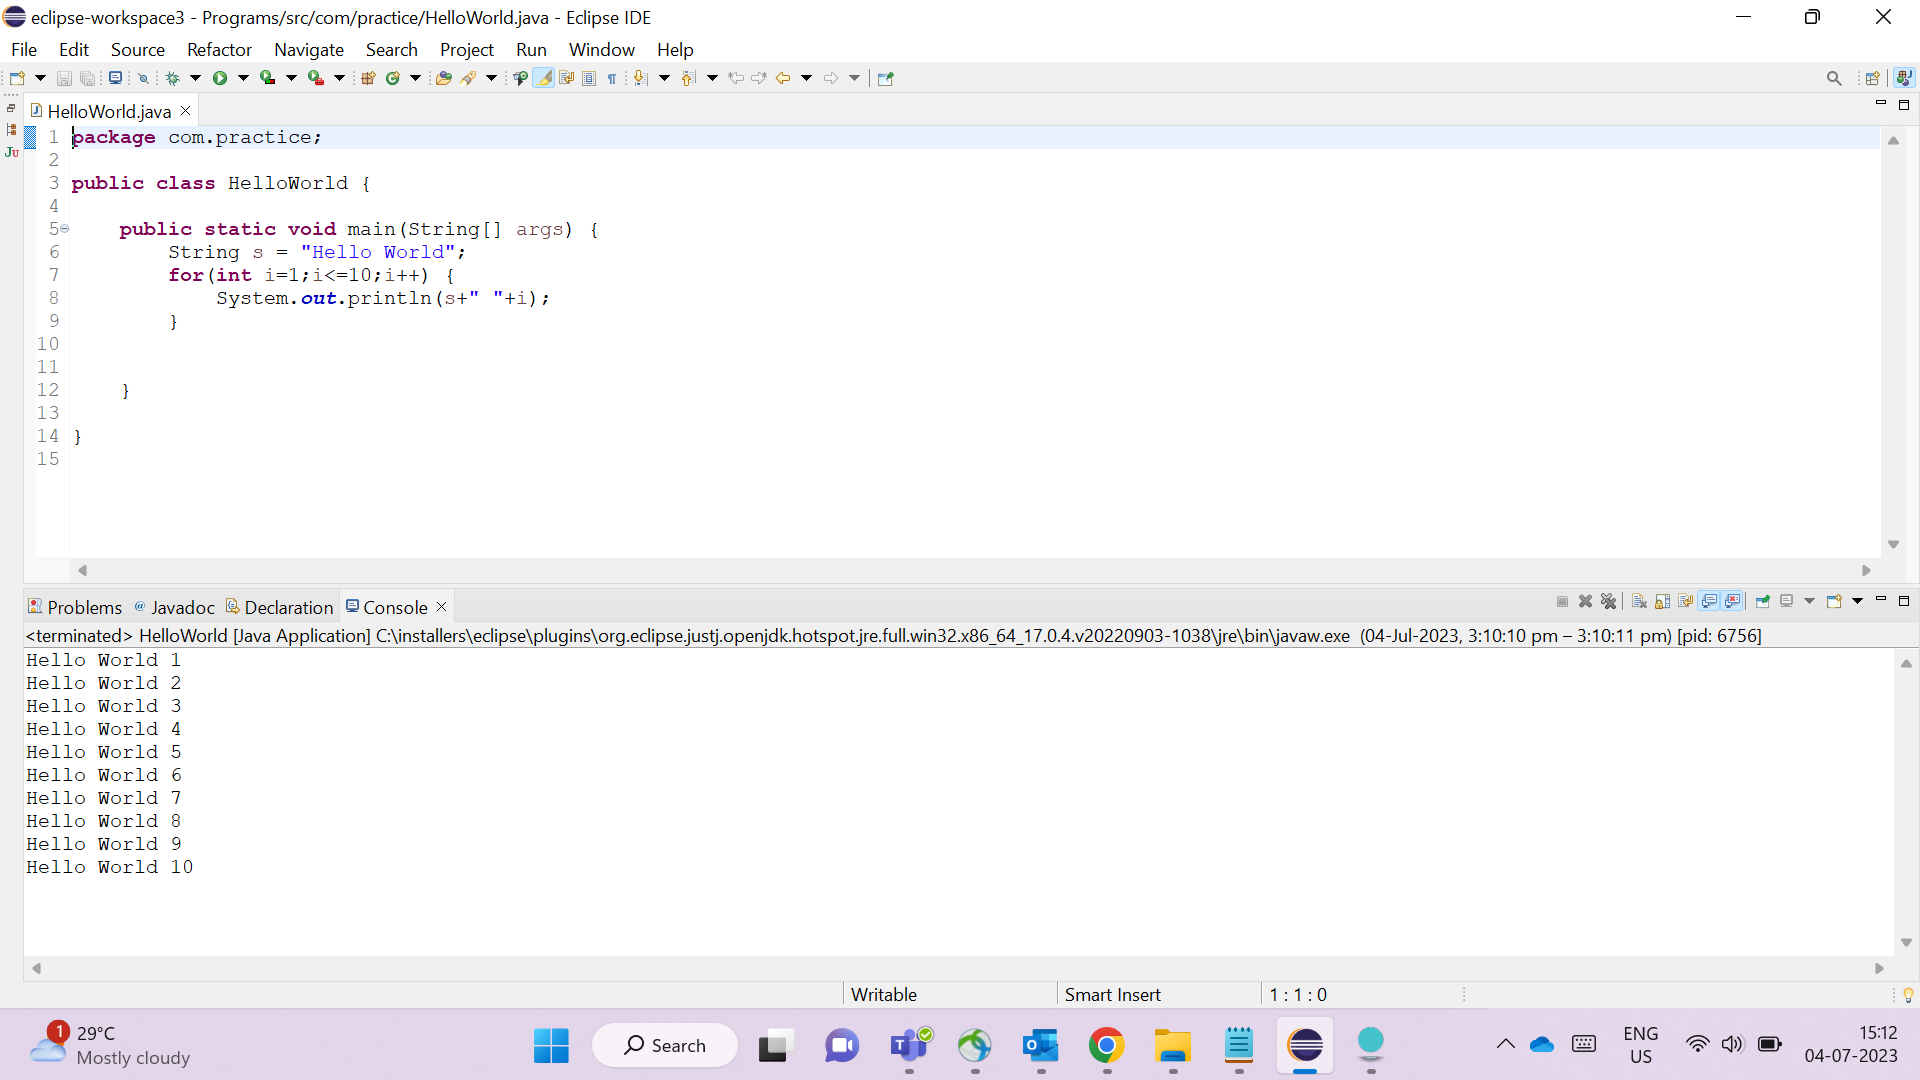 eclipse-workspace3 - Programs/src/com/practice/HelloWorld.java - Eclipse IDE
File Edit Source Refactor Navigate Search Project Run Window Help
HelloWorld.java
1 package com.practice;
2
3 public class HelloWorld {
4
5 public static void main(String[] args) {
6 String s = "Hello World";
7 for(int i=1;i<=10;i++) {
8 System.out.println(s+" "+i);
9 }
10
11
12 }
13
14 }
15
Problems @ Javadoc Declaration Console
<terminated> HelloWorld [Java Application] C:\installers\eclipse\plugins\org.eclipse.justj.openjdk.hotspot.jre.full.win32.x86_64_17.0.4.v20220903-1038\jre\bin\javaw.exe (04-Jul-2023, 3:10:10 pm – 3:10:11 pm) [pid: 6756]
Hello World 1
Hello World 2
Hello World 3
Hello World 4
Hello World 5
Hello World 6
Hello World 7
Hello World 8
Hello World 9
Hello World 10
Writable Smart Insert 1 : 1 : 0
1 29°C
Mostly cloudy
Search
ENG
US
15:12
04-07-2023